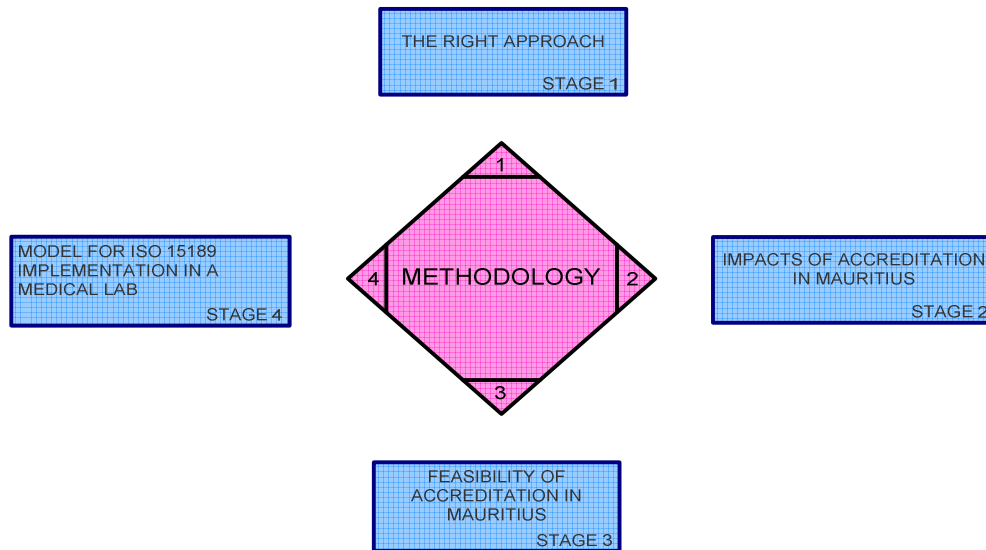 THE RIGHT APPROACH
STAGE 1
1
MODEL FOR ISO 15189
IMPLEMENTATION IN A
MEDICAL LAB
STAGE 4
4
METHODOLOGY
2
IMPACTS OF ACCREDITATION
IN MAURITIUS
STAGE 2
3
FEASIBILITY OF
ACCREDITATION IN
MAURITIUS
STAGE 3